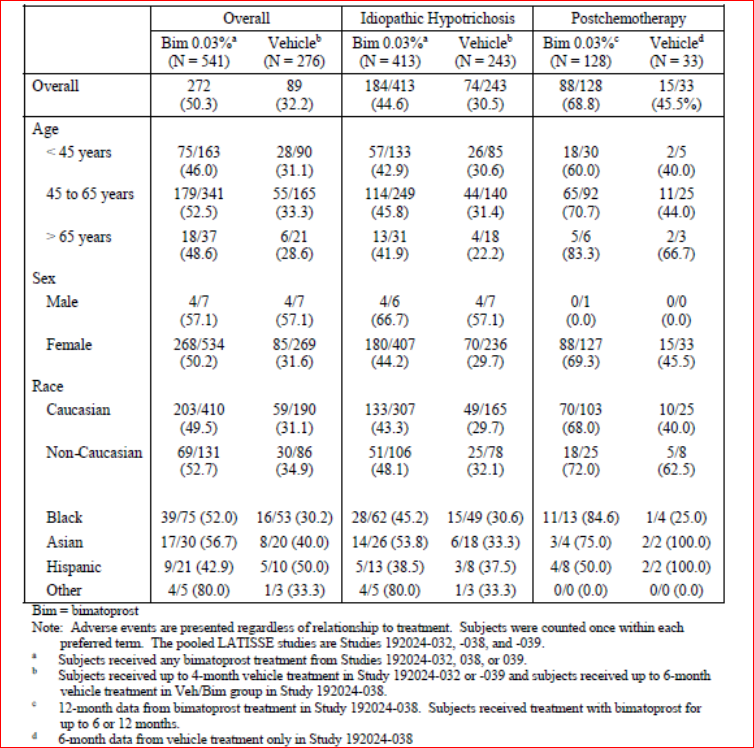 Overall Idiopathic Hypotrichosis Postchemotherapy
Bim 0.03%a Vehicleb Bim 0.03%a Vehicleb Bim 0.03%c Vehicled
(N = 541) (N = 276) (N = 413) (N = 243) (N = 128) (N = 33)
Overall 272 89 184/413 74/243 88/128 15/33
(50.3) (32.2) (44.6) (30.5) (68.8) (45.5%)
Age
< 45 years 75/163 28/90 57/133 26/85 18/30 2/5
(46.0) (31.1) (42.9) (30.6) (60.0) (40.0)
45 to 65 years 179/341 55/165 114/249 44/140 65/92 11/25
(52.5) (33.3) (45.8) (31.4) (70.7) (44.0)
> 65 years 18/37 6/21 13/31 4/18 5/6 2/3
(48.6) (28.6) (41.9) (22.2) (83.3) (66.7)
Sex
Male 4/7 4/7 4/6 4/7 0/1 0/0
(57.1) (57.1) (66.7) (57.1) (0.0) (0.0)
Female 268/534 85/269 180/407 70/236 88/127 15/33
(50.2) (31.6) (44.2) (29.7) (69.3) (45.5)
Race
Caucasian 203/410 59/190 133/307 49/165 70/103 10/25
(49.5) (31.1) (43.3) (29.7) (68.0) (40.0)
Non-Caucasian 69/131 30/86 51/106 25/78 18/25 5/8
(52.7) (34.9) (48.1) (32.1) (72.0) (62.5)
Black 39/75 (52.0) 16/53 (30.2) 28/62 (45.2) 15/49 (30.6) 11/13 (84.6) 1/4 (25.0)
Asian 17/30 (56.7) 8/20 (40.0) 14/26 (53.8) 6/18 (33.3) 3/4 (75.0) 2/2 (100.0)
Hispanic 9/21 (42.9) 5/10 (50.0) 5/13 (38.5) 3/8 (37.5) 4/8 (50.0) 2/2 (100.0)
Other 4/5 (80.0) 1/3 (33.3) 4/5 (80.0) 1/3 (33.3) 0/0 (0.0) 0/0 (0.0)
Bim = bimatoprost
Note: Adverse events are presented regardless of relationship to treatment. Subjects were counted once within each
preferred term. The pooled LATISSE studies are Studies 192024-032, -038, and -039.
a Subjects received any bimatoprost treatment from Studies 192024-032, 038, or 039.
b Subjects received up to 4-month vehicle treatment in Study 192024-032 or -039 and subjects received up to 6-month
vehicle treatment in Veh/Bim group in Study 192024-038.
c 12-month data from bimatoprost treatment in Study 192024-038. Subjects received treatment with bimatoprost for
up to 6 or 12 months.
d 6-month data from vehicle treatment only in Study 192024-038